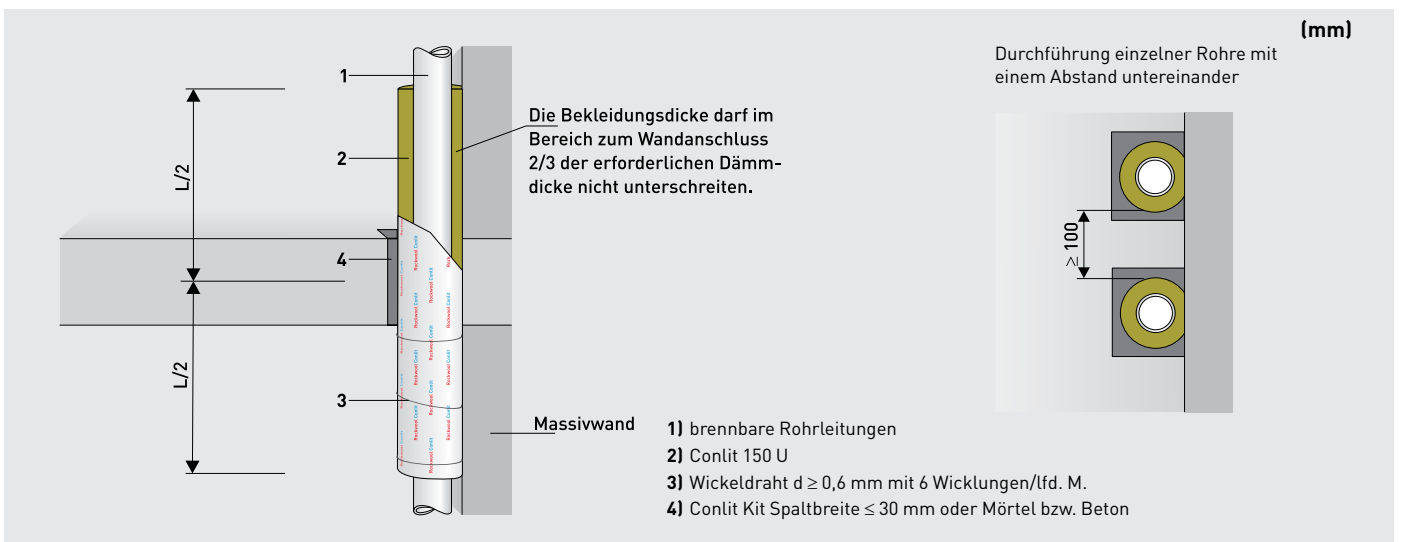 (mm)
Durchführung einzelner Rohre mit
einem Abstand untereinander
1
Die Bekleidungsdicke darf im
Bereich zum Wandanschluss
2/3 der erforderlichen Dämm-
dicke nicht unterschreiten.
2
L/2
4
≥ 100
L/2
3
Rockwool Conlit
Massivwand
1) brennbare Rohrleitungen
2) Conlit 150 U
3) Wickeldraht d ≥ 0,6 mm mit 6 Wicklungen/lfd. M.
4) Conlit Kit Spaltbreite ≤ 30 mm oder Mörtel bzw. Beton